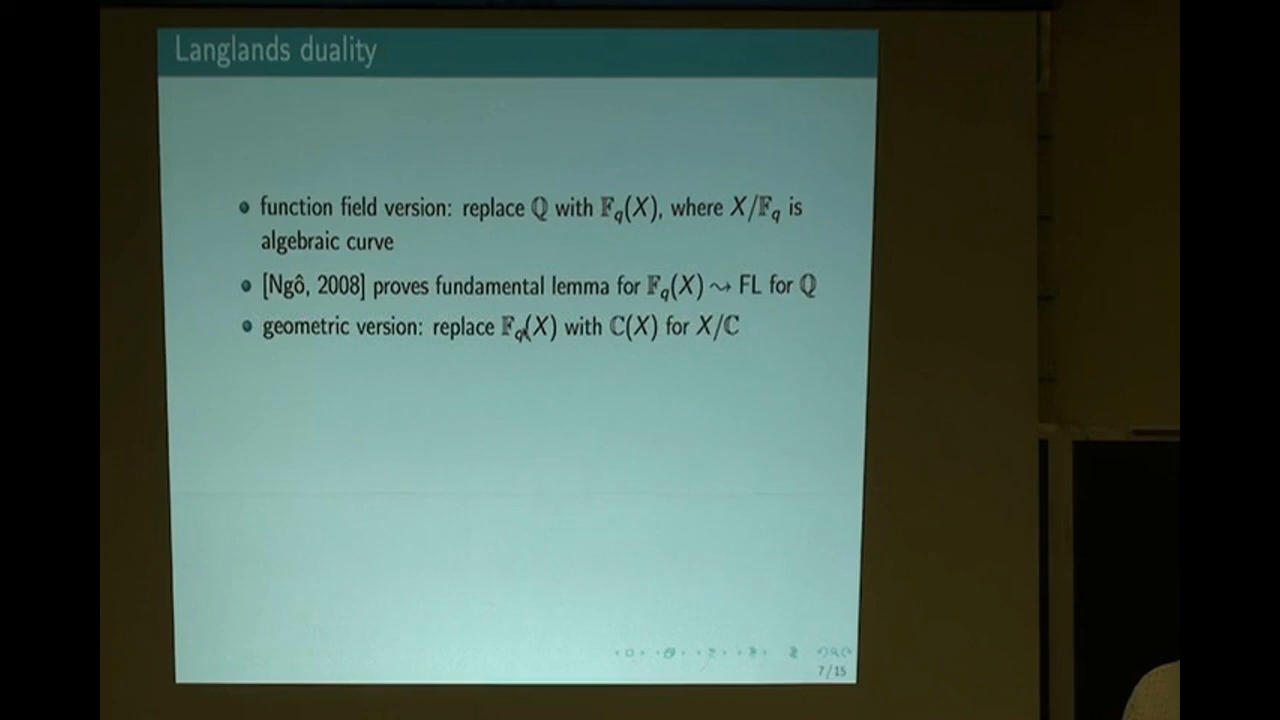 Langlands duality
function field version: replace ℚ with 𝔽_q(X), where X/𝔽_q is
algebraic curve
[Ngô, 2008] proves fundamental lemma for 𝔽_q(X) ⇝ FL for ℚ
geometric version: replace 𝔽_q(X) with ℂ(X) for X/ℂ
7/15